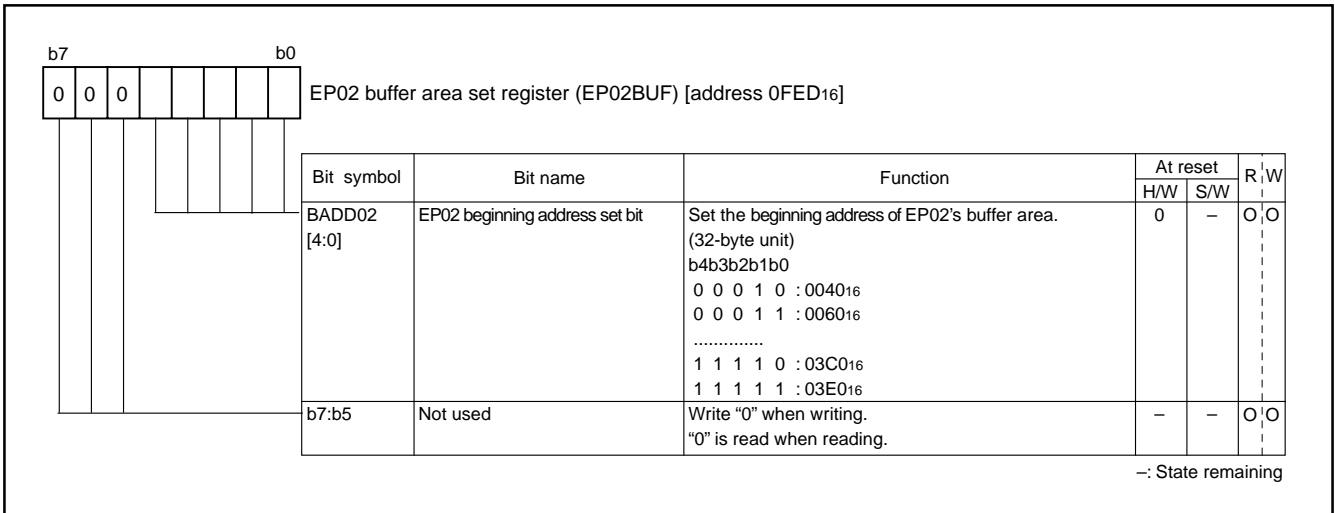 b7 b0
0 0 0 EP02 buffer area set register (EP02BUF) [address 0FED16]
Bit symbol Bit name Function At reset R W
H/W S/W
BADD02 EP02 beginning address set bit Set the beginning address of EP02's buffer area. 0 – O O
[4:0] (32-byte unit)
b4b3b2b1b0
0 0 0 1 0 : 004016
0 0 0 1 1 : 006016
..............
1 1 1 1 0 : 03C016
1 1 1 1 1 : 03E016
b7:b5 Not used Write “0” when writing. – – O O
“0” is read when reading.
–: State remaining